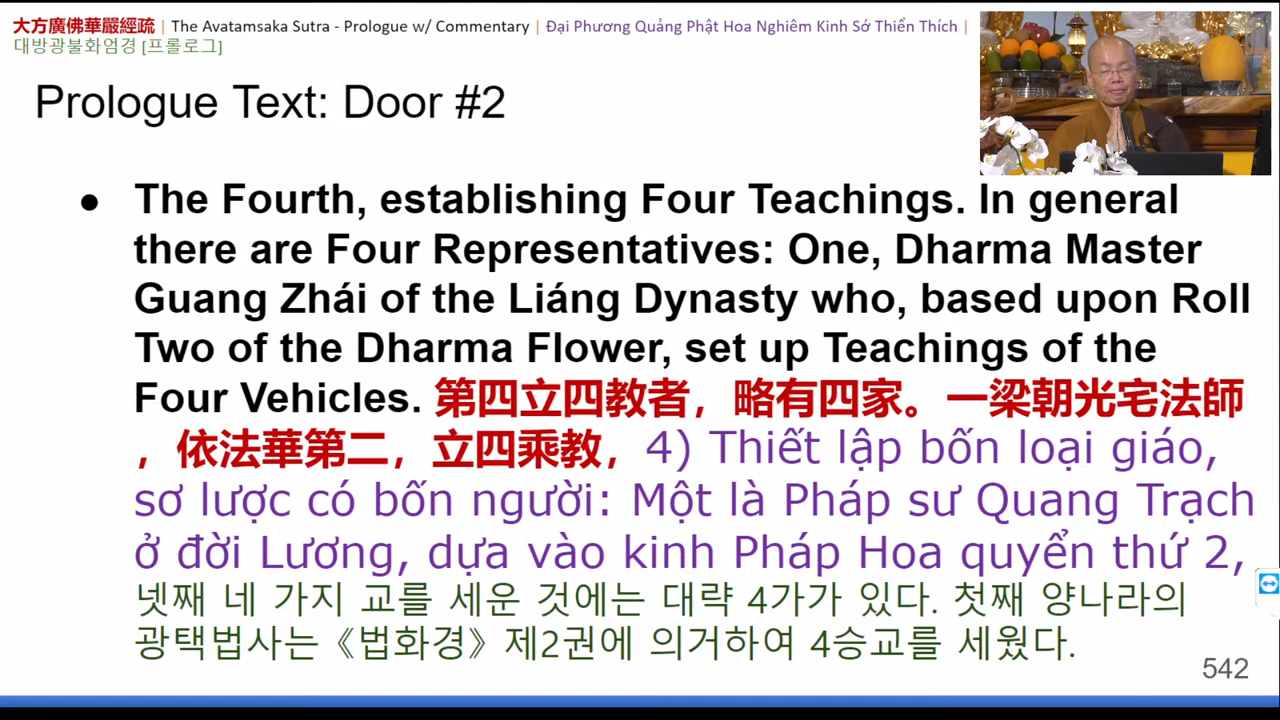 大方廣佛華嚴經疏 | The Avatamsaka Sutra - Prologue w/ Commentary | Đại Phương Quảng Phật Hoa Nghiêm Kinh Sớ Thiển Thích |
대방광불화엄경 [프롤로그]
Prologue Text: Door #2
● The Fourth, establishing Four Teachings. In general
there are Four Representatives: One, Dharma Master
Guang Zhái of the Liáng Dynasty who, based upon Roll
Two of the Dharma Flower, set up Teachings of the
Four Vehicles. 第四立四教者，略有四家。一梁朝光宅法師
，依法華第二，立四乘教，4) Thiết lập bốn loại giáo,
sơ lược có bốn người: Một là Pháp sư Quang Trạch
ở đời Lương, dựa vào kinh Pháp Hoa quyển thứ 2,
넷째 네 가지 교를 세운 것에는 대략 4가가 있다. 첫째 양나라의
광택법사는《법화경》제2권에 의거하여 4승교를 세웠다.
542